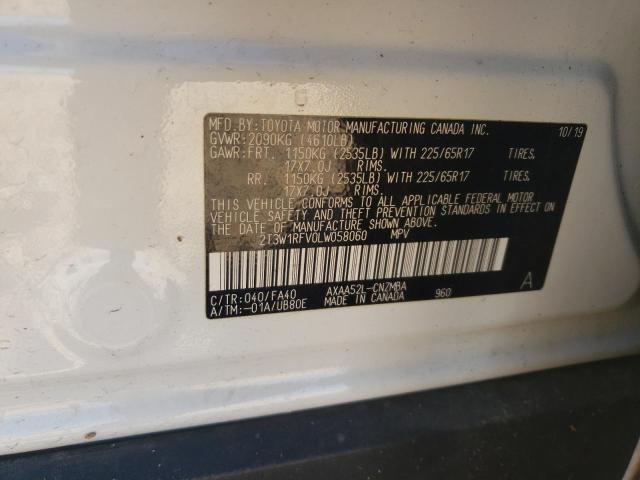 MFD. BY: TOYOTA MOTOR MANUFACTURING CANADA INC. 10/19
GVWR: 2090KG (4610LB)
GAWR: FRT. 1150KG (2535LB) WITH 225/65R17 TIRES.
17X7.0J RIMS.
RR. 1150KG (2535LB) WITH 225/65R17 TIRES.
17X7.0J RIMS.
THIS VEHICLE CONFORMS TO ALL APPLICABLE FEDERAL MOTOR
VEHICLE SAFETY AND THEFT PREVENTION STANDARDS IN EFFECT
ON THE DATE OF MANUFACTURE SHOWN ABOVE.
2T3W1RFV0LW058060 MPV
C/TR: 040/FA40 AXAA52L-CNZMBA 960 A
A/TM: -01A/UB80E MADE IN CANADA